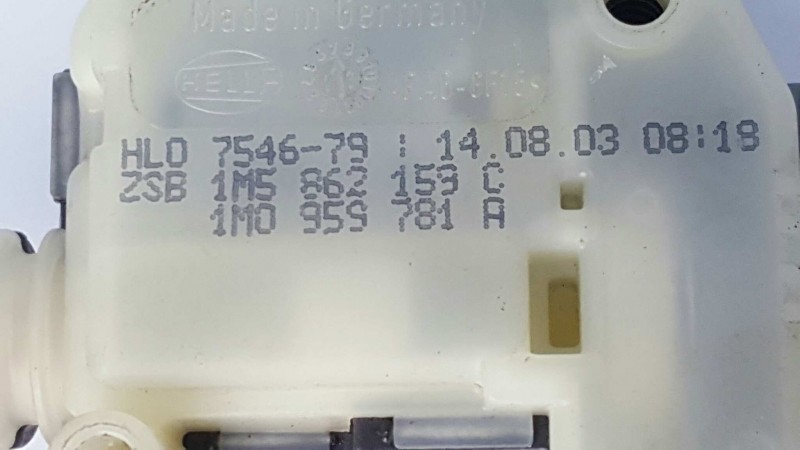 Made in Germany
HELLA
HLO 7546-79 : 14.08.03 08:18
ZSB 1M5 862 153 C
1M0 959 781 A